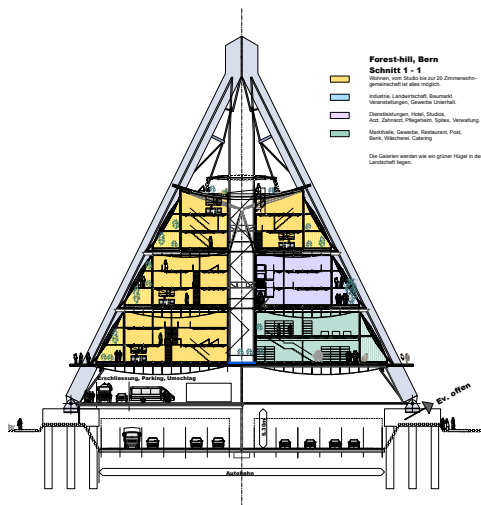 Forest-hill, Bern
Schnitt 1 - 1
Wohnen, vom Studio bis zur 20 Zimmerwohn-
gemeinschaft ist alles möglich.
Industrie, Landwirtschaft, Baumarkt
Veranstaltungen, Gewerbe Unterhalt.
Dienstleistungen, Hotel, Studios,
Arzt, Zahnarzt, Pflegeheim, Spitex, Verwaltung.
Markthalle, Gewerbe, Restaurant, Post,
Bank, Wäscherei, Catering
Die Galerien werden wie ein grüner Hügel in der
Landschaft liegen.
Erschliessung, Parking, Umschlag
Ev. offen
Autobahn